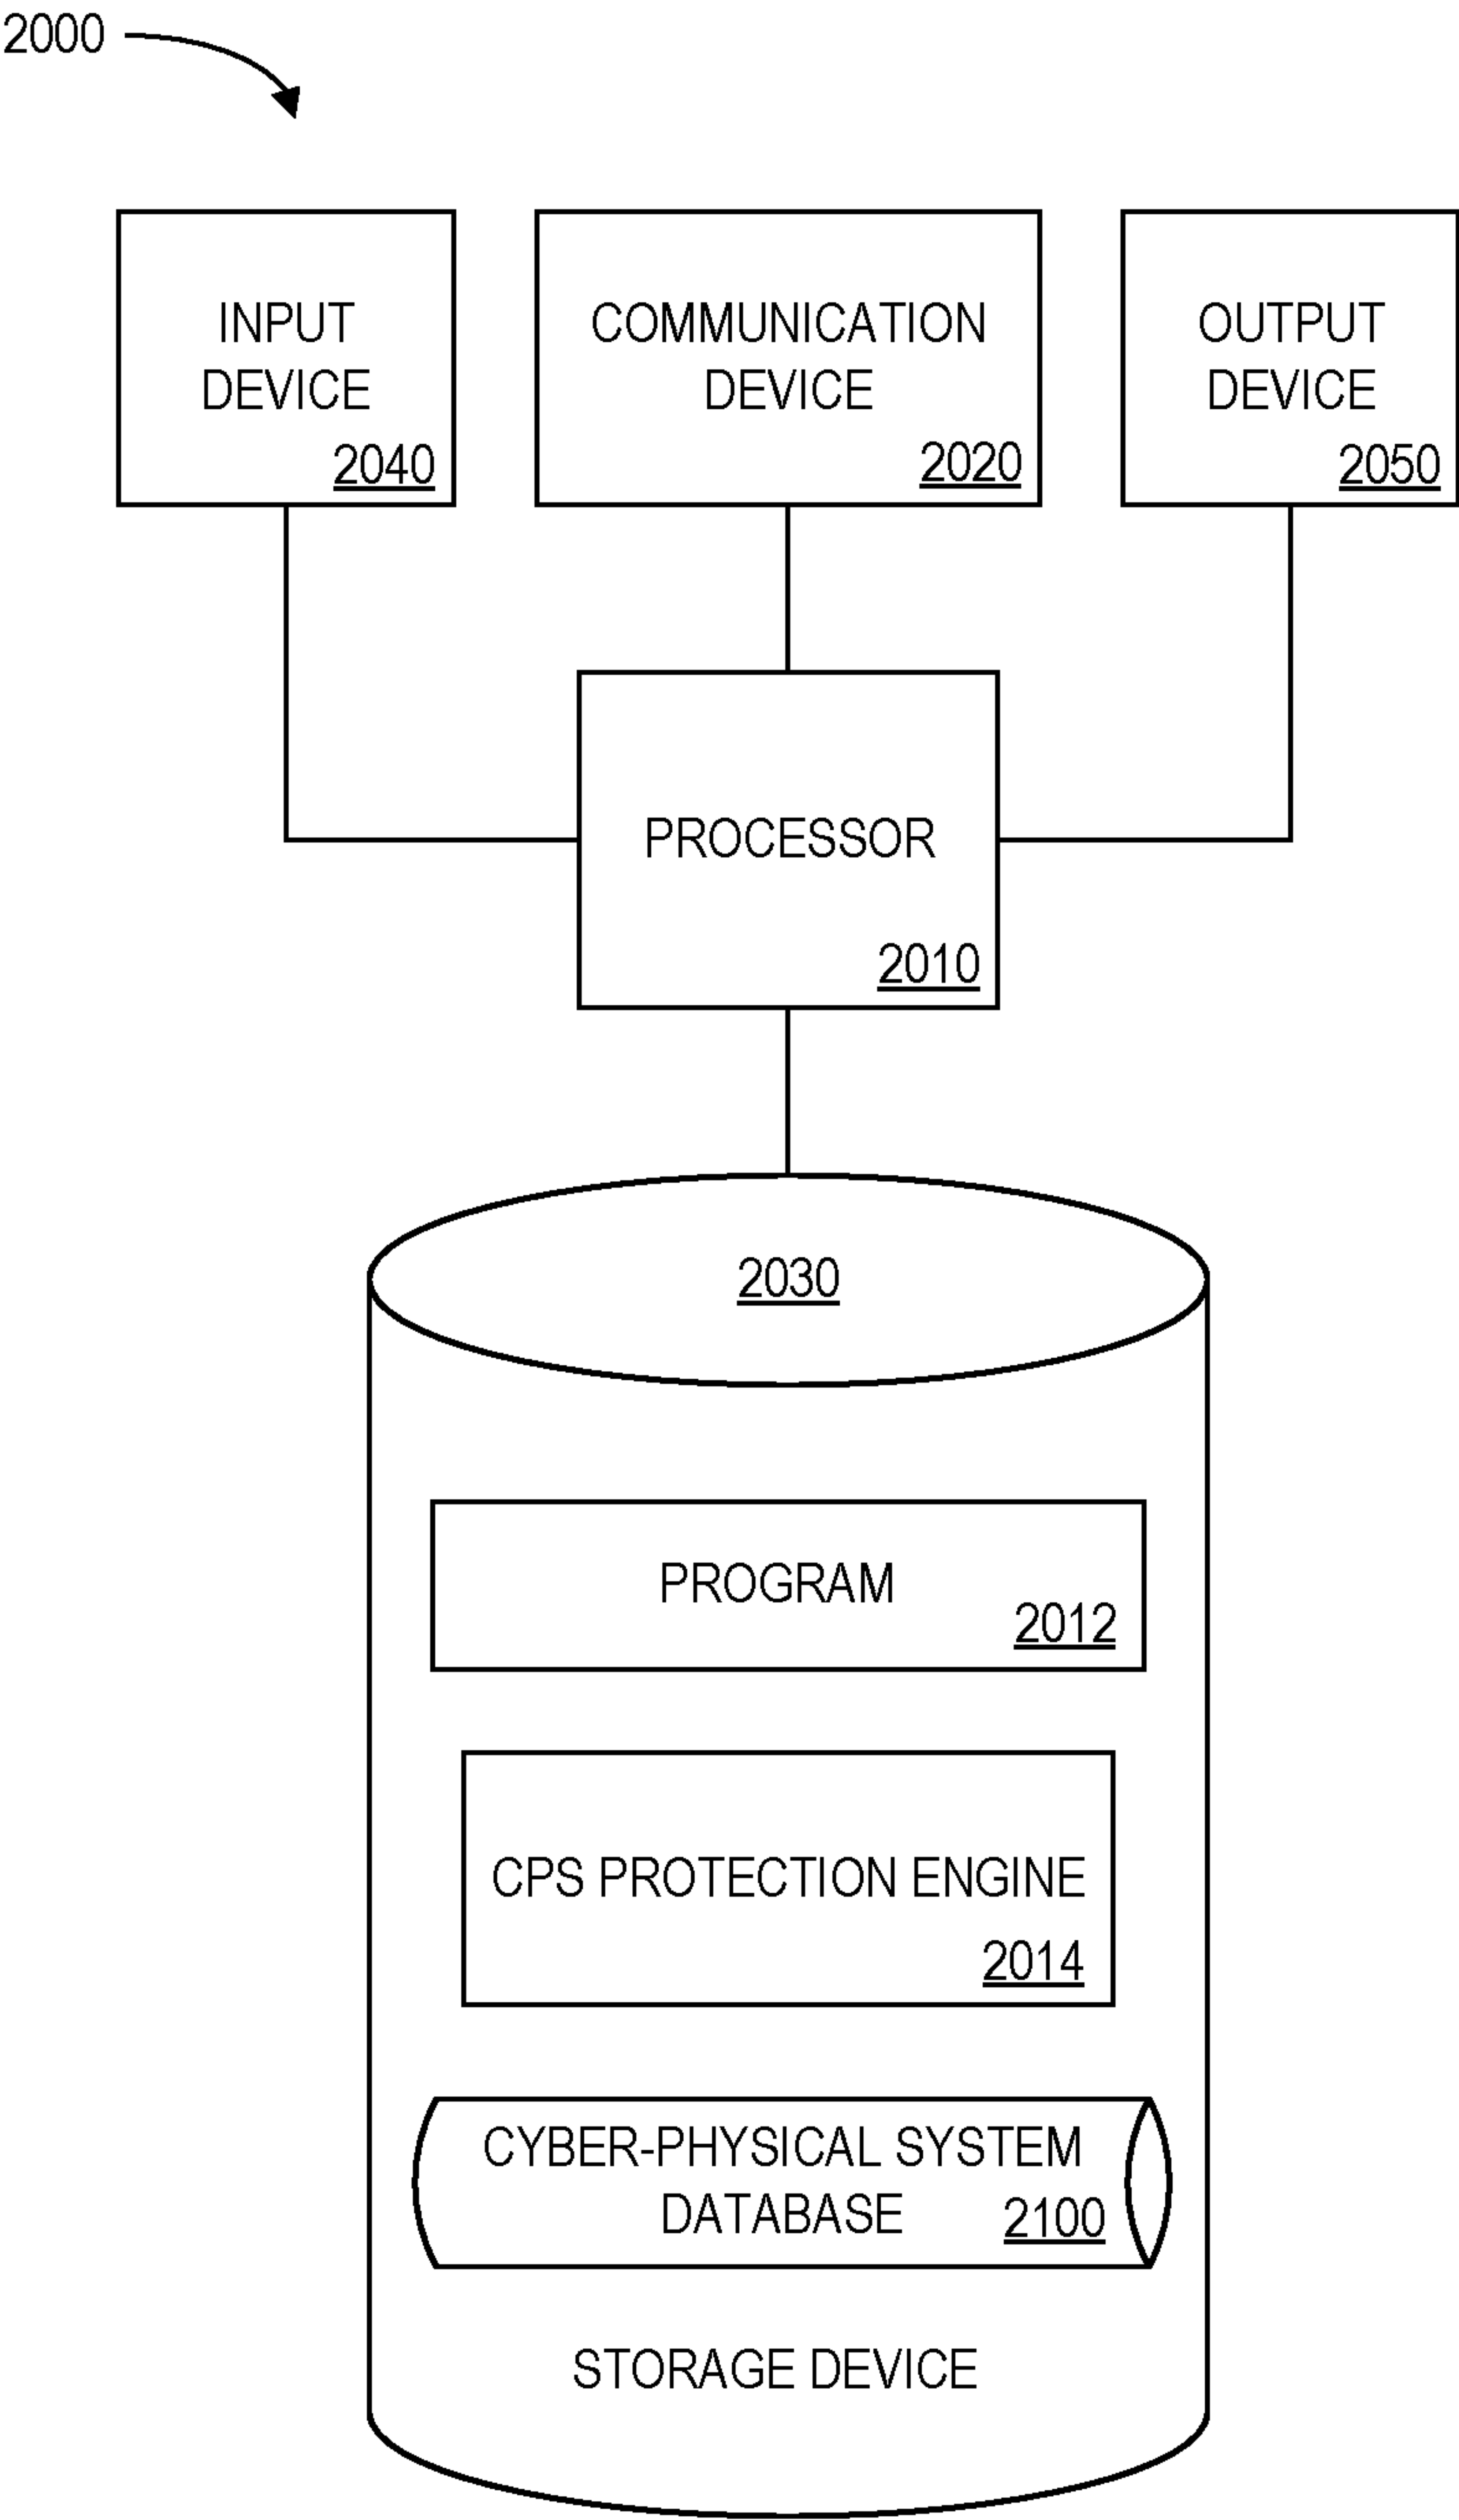 2000
INPUT
DEVICE
2040
COMMUNICATION
DEVICE
2020
OUTPUT
DEVICE
2050
PROCESSOR
2010
2030
PROGRAM
2012
CPS PROTECTION ENGINE
2014
CYBER-PHYSICAL SYSTEM
DATABASE
2100
STORAGE DEVICE